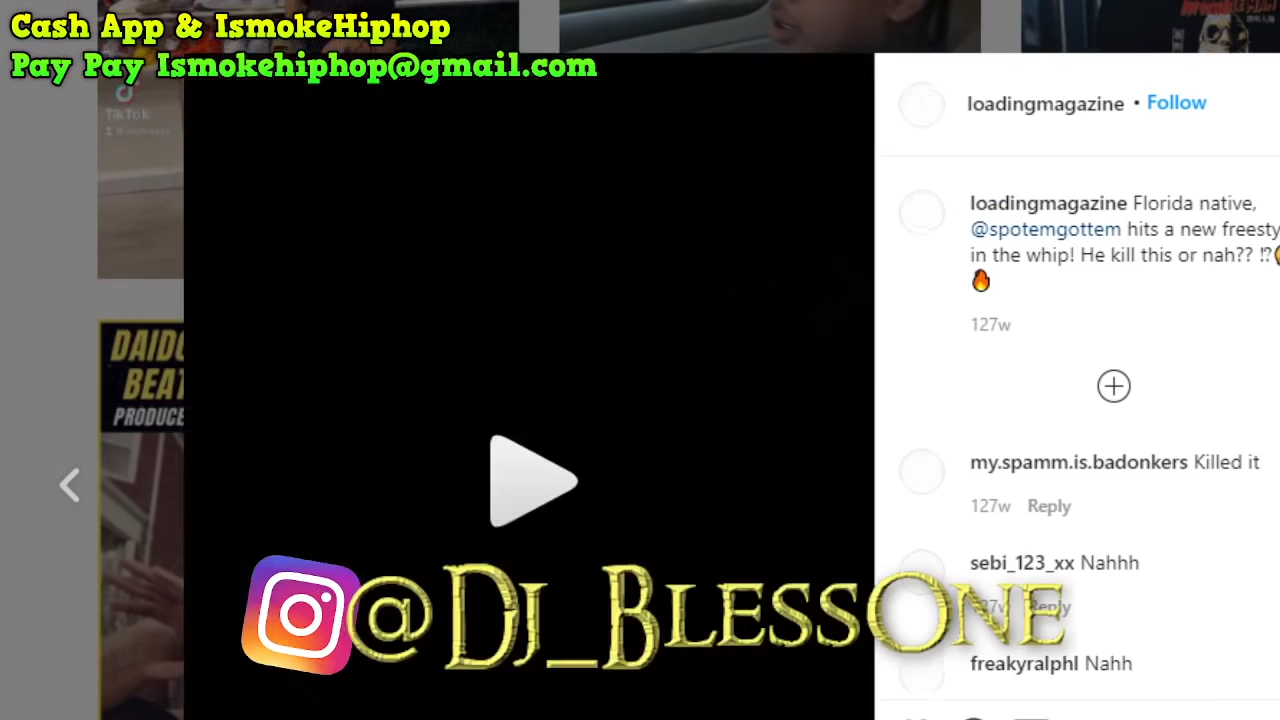 Cash App & IsmokeHiphop
Pay Pay Ismokehiphop@gmail.com
TikTok
loadingmagazine • Follow
loadingmagazine Florida native,
@spotemgottem hits a new freesty
in the whip! He kill this or nah?? ⁉
🔥
127w
DAIDO
BEAT
PRODUCE
my.spamm.is.badonkers Killed it
127w Reply
sebi_123_xx Nahhh
Reply
@Dj_BlessOne
freakyralphl Nahh